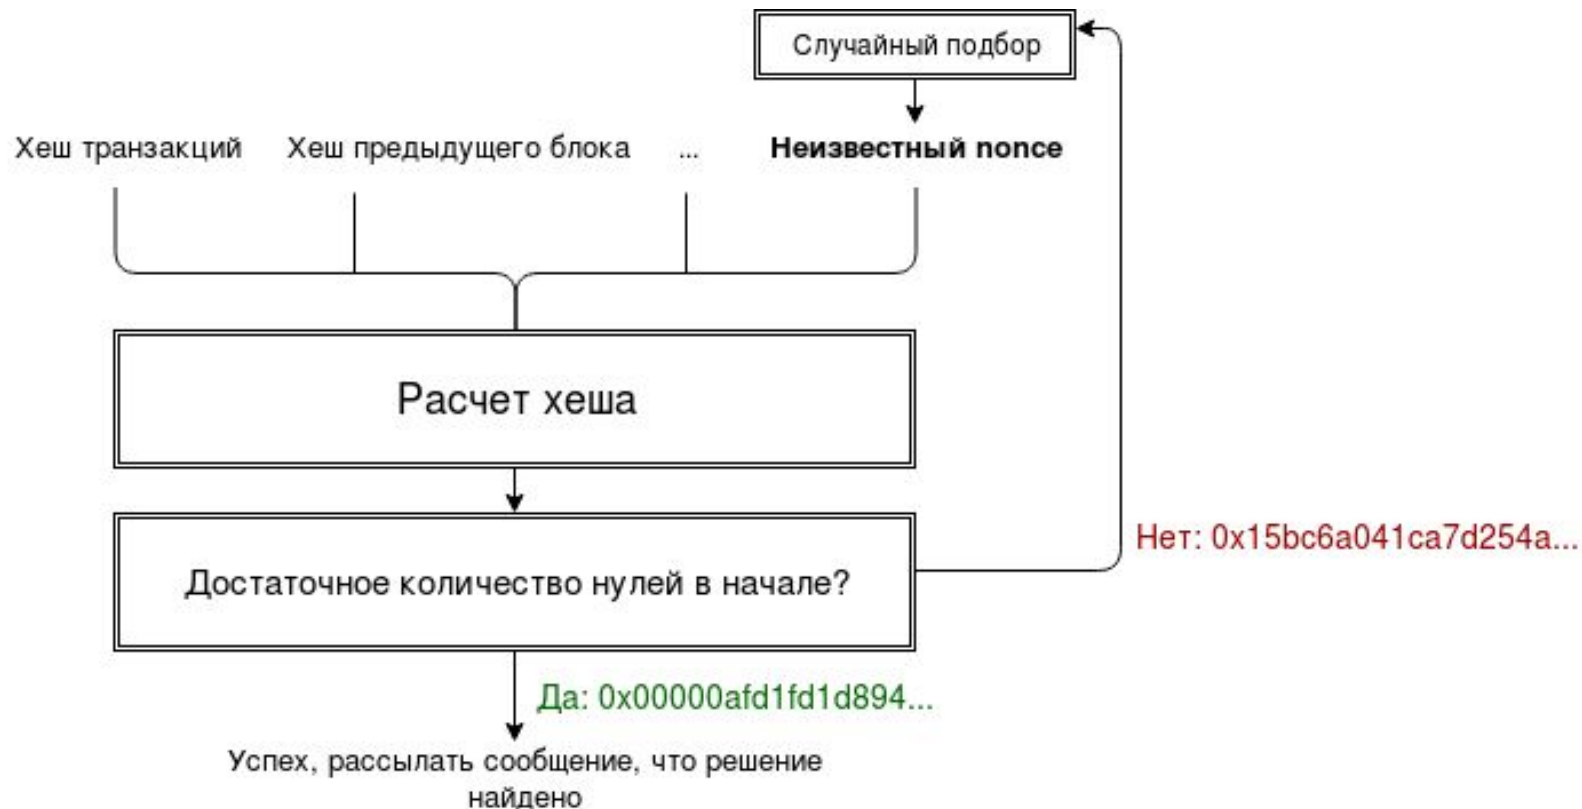 Случайный подбор
Хеш транзакций Хеш предыдущего блока ... Неизвестный nonce
Расчет хеша
Нет: 0x15bc6a041ca7d254a...
Достаточное количество нулей в начале?
Да: 0x00000afd1fd1d894...
Успех, рассылать сообщение, что решение
найдено